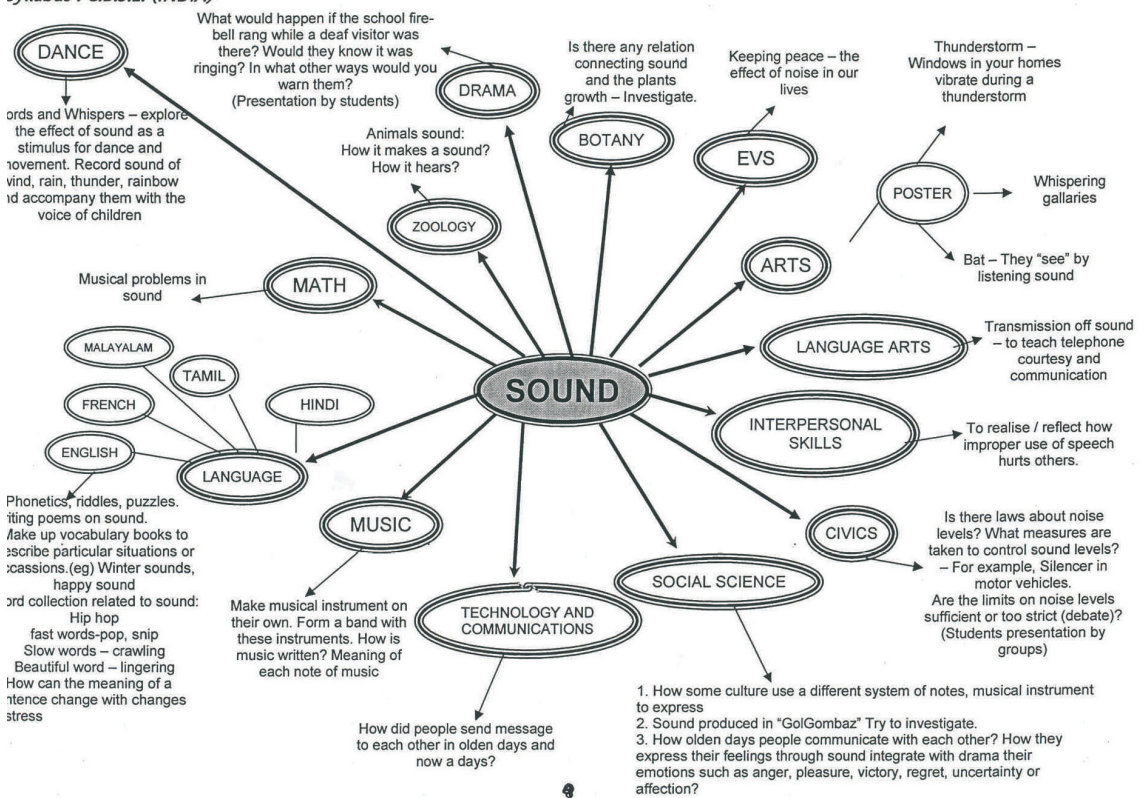 DANCE
ords and Whispers – explore
the effect of sound as a
stimulus for dance and
movement. Record sound of
wind, rain, thunder, rainbow
nd accompany them with the
voice of children
What would happen if the school fire-
bell rang while a deaf visitor was
there? Would they know it was
ringing? In what other ways would you
warn them?
(Presentation by students)
DRAMA
Is there any relation
connecting sound
and the plants
growth – Investigate.
BOTANY
Keeping peace – the
effect of noise in our
lives
EVS
Thunderstorm –
Windows in your homes
vibrate during a
thunderstorm
POSTER
Whispering
gallaries
Bat – They "see" by
listening sound
ARTS
Animals sound:
How it makes a sound?
How it hears?
ZOOLOGY
Musical problems in
sound
MATH
SOUND
LANGUAGE ARTS
Transmission off sound
– to teach telephone
courtesy and
communication
INTERPERSONAL
SKILLS
To realise / reflect how
improper use of speech
hurts others.
MALAYALAM
TAMIL
FRENCH
HINDI
ENGLISH
LANGUAGE
Phonetics, riddles, puzzles.
iting poems on sound.
Make up vocabulary books to
escribe particular situations or
ccassions.(eg) Winter sounds,
happy sound
ord collection related to sound:
Hip hop
fast words-pop, snip
Slow words – crawling
Beautiful word – lingering
How can the meaning of a
ntence change with changes
stress
MUSIC
Make musical instrument on
their own. Form a band with
these instruments. How is
music written? Meaning of
each note of music
TECHNOLOGY AND
COMMUNICATIONS
How did people send message
to each other in olden days and
now a days?
SOCIAL SCIENCE
1. How some culture use a different system of notes, musical instrument
to express
2. Sound produced in "GolGombaz" Try to investigate.
3. How olden days people communicate with each other? How they
express their feelings through sound integrate with drama their
emotions such as anger, pleasure, victory, regret, uncertainty or
affection?
CIVICS
Is there laws about noise
levels? What measures are
taken to control sound levels?
– For example, Silencer in
motor vehicles.
Are the limits on noise levels
sufficient or too strict (debate)?
(Students presentation by
groups)